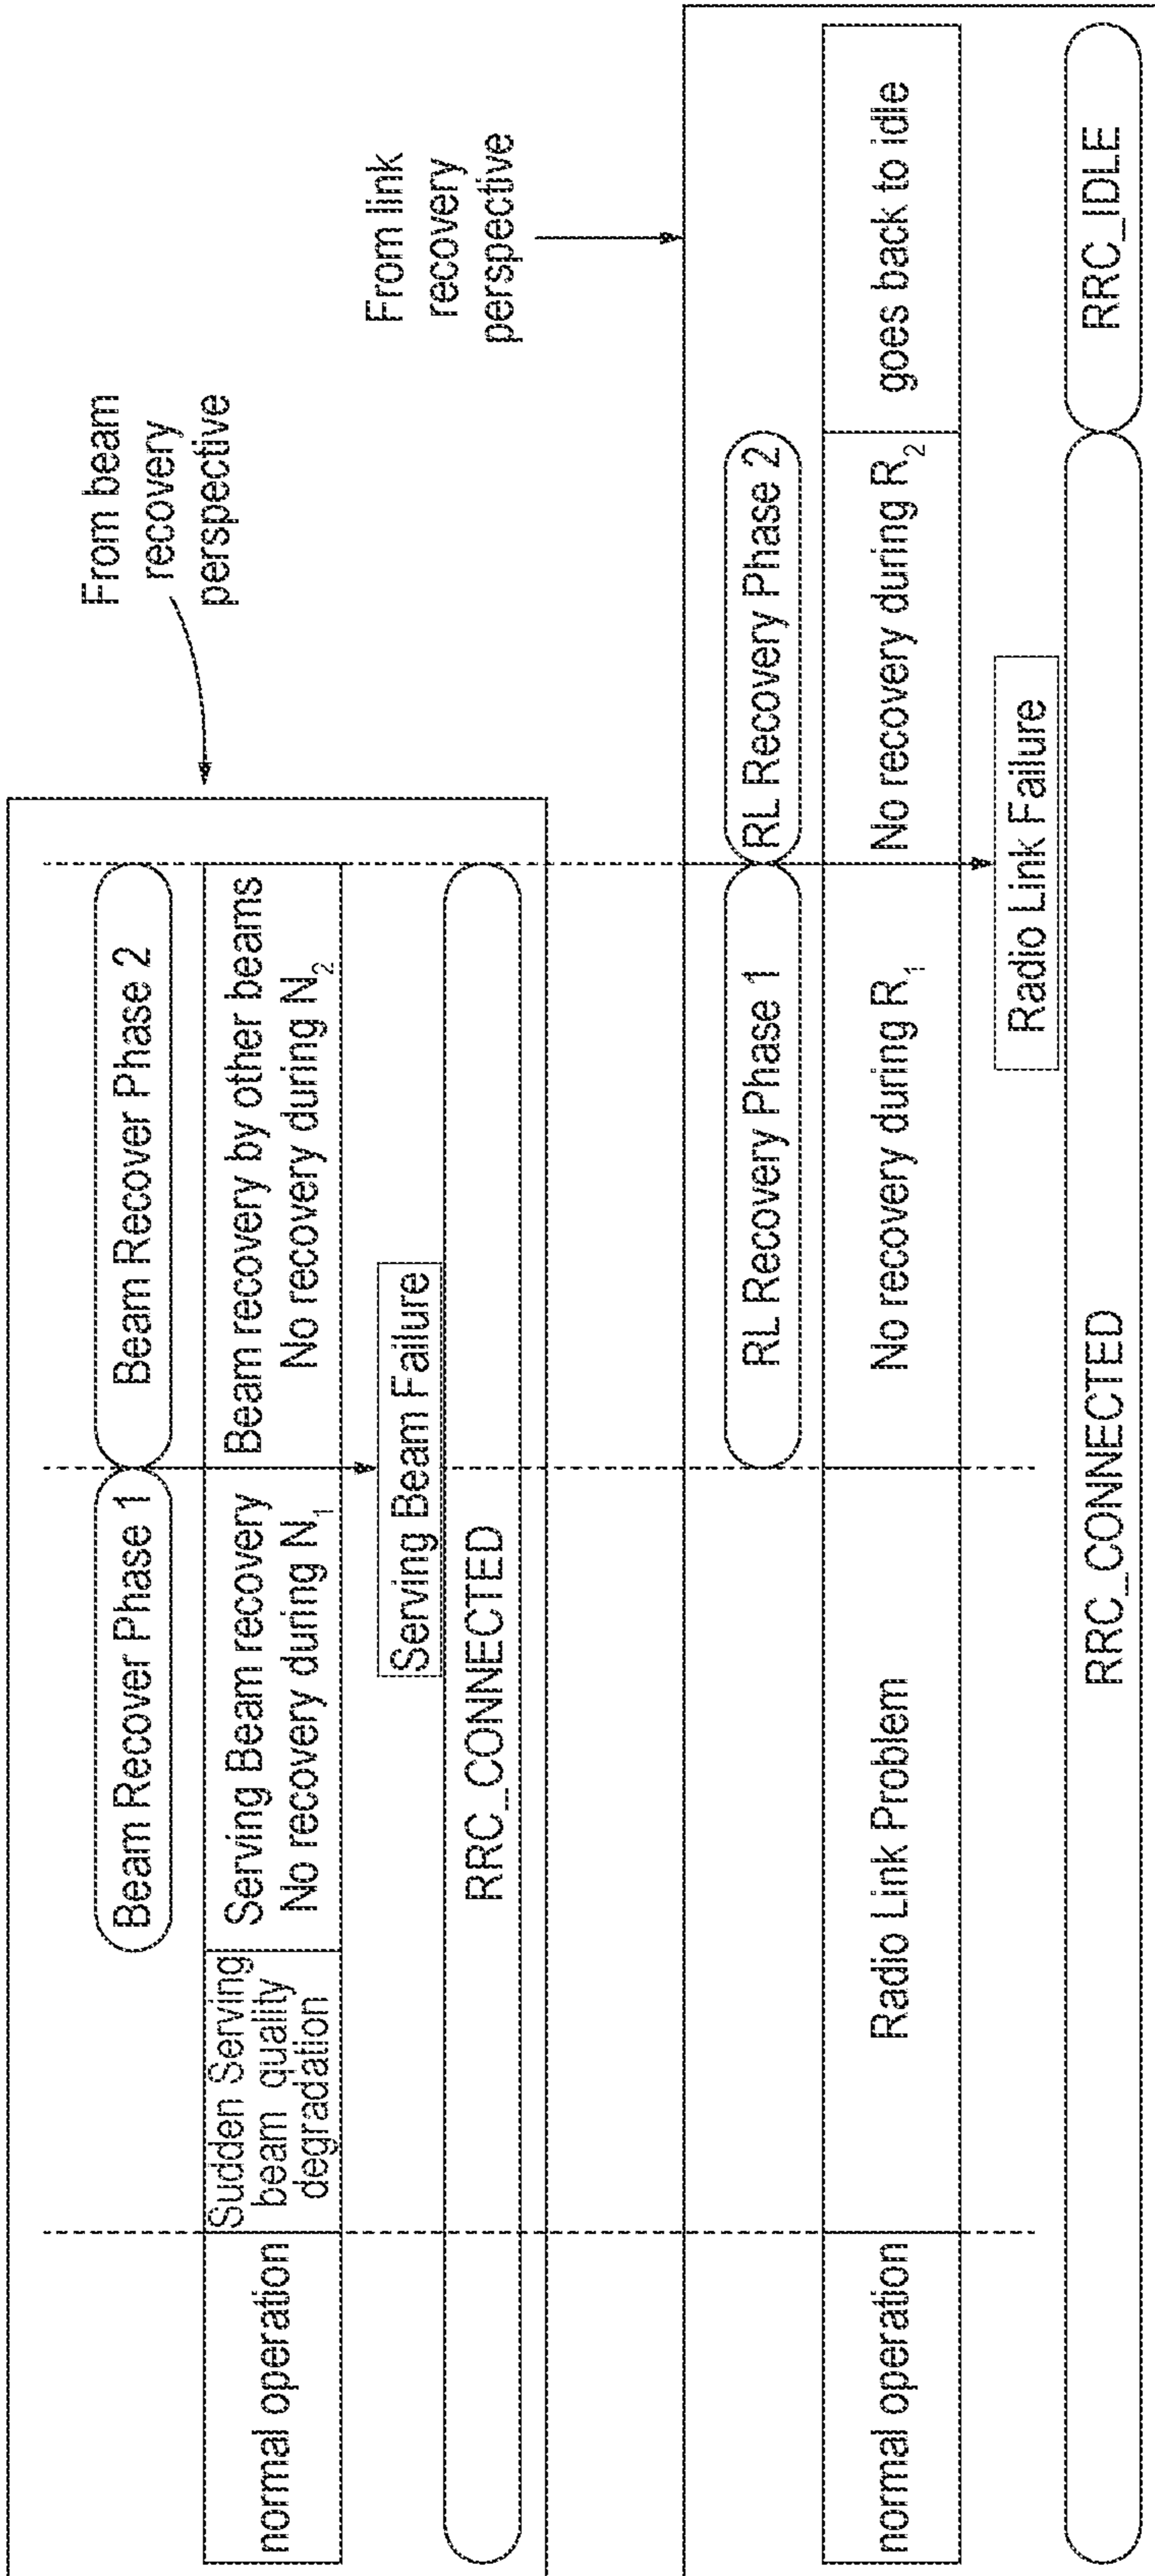 From beam
recovery
perspective
Beam Recover Phase 1
Beam Recover Phase 2
normal operation
Sudden Serving
beam quality
degradation
Serving Beam recovery
No recovery during N₁
Beam recovery by other beams
No recovery during N₂
Serving Beam Failure
RRC_CONNECTED
From link
recovery
perspective
RL Recovery Phase 1
RL Recovery Phase 2
normal operation
Radio Link Problem
No recovery during R₁
No recovery during R₂
goes back to idle
Radio Link Failure
RRC_CONNECTED
RRC_IDLE